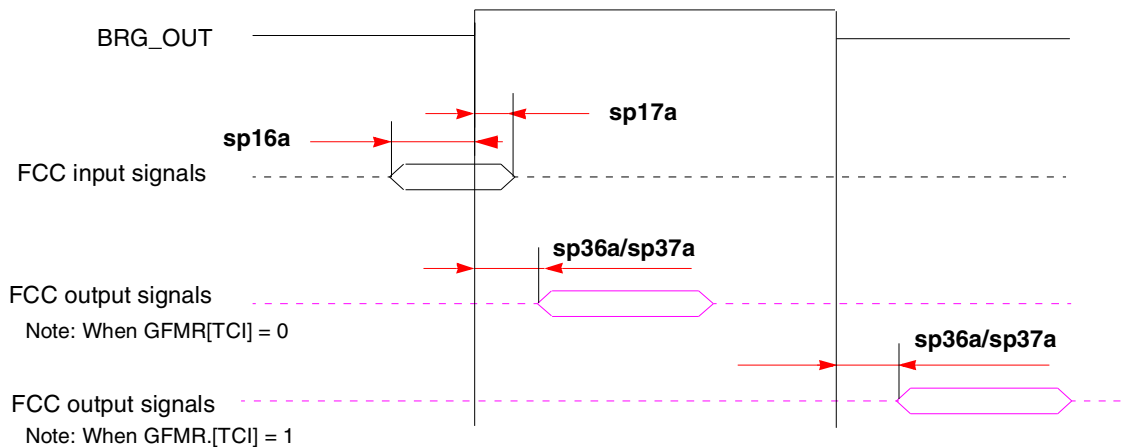 BRG_OUT
sp17a
sp16a
FCC input signals
sp36a/sp37a
FCC output signals
Note: When GFMR[TCI] = 0
sp36a/sp37a
FCC output signals
Note: When GFMR.[TCI] = 1